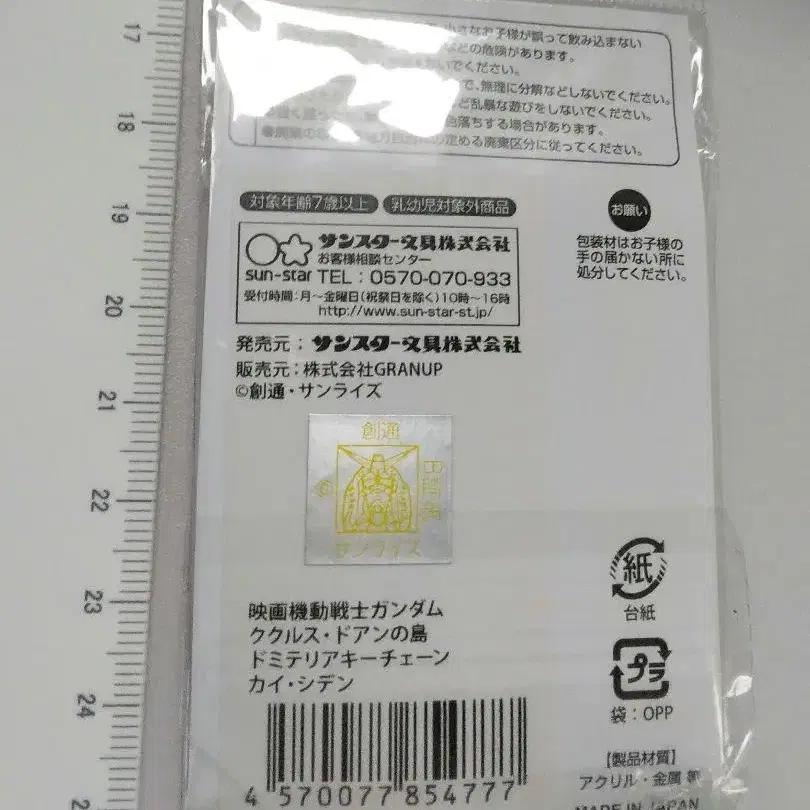 17
18
19
20
21
22
23
24
小さなお子様が誤って飲み込まない
などの危険があります。
ないでください。
で、無理に分解などしないでください。
ど乱暴な遊びをしないでください。
色落ちする場合があります。
定める廃棄区分に従ってください。
対象年齢7歳以上 乳幼児対象外商品
サンスター文具株式会社
お客様相談センター
sun-star TEL:0570-070-933
受付時間:月~金曜日(祝祭日を除く)10時~16時
http://www.sun-star-st.jp/
お願い
包装材はお子様の
手の届かない所に
処分してください。
発売元:サンスター文具株式会社
販売元:株式会社GRANUP
©創通・サンライズ
創通
©
サンライズ
映画機動戦士ガンダム
ククルス・ドアンの島
ドミテリアキーチェーン
カイ・シデン
4 570077 854777
紙
台紙
プラ
袋:OPP
【製品材質】
アクリル・金属
MADE IN JAPAN